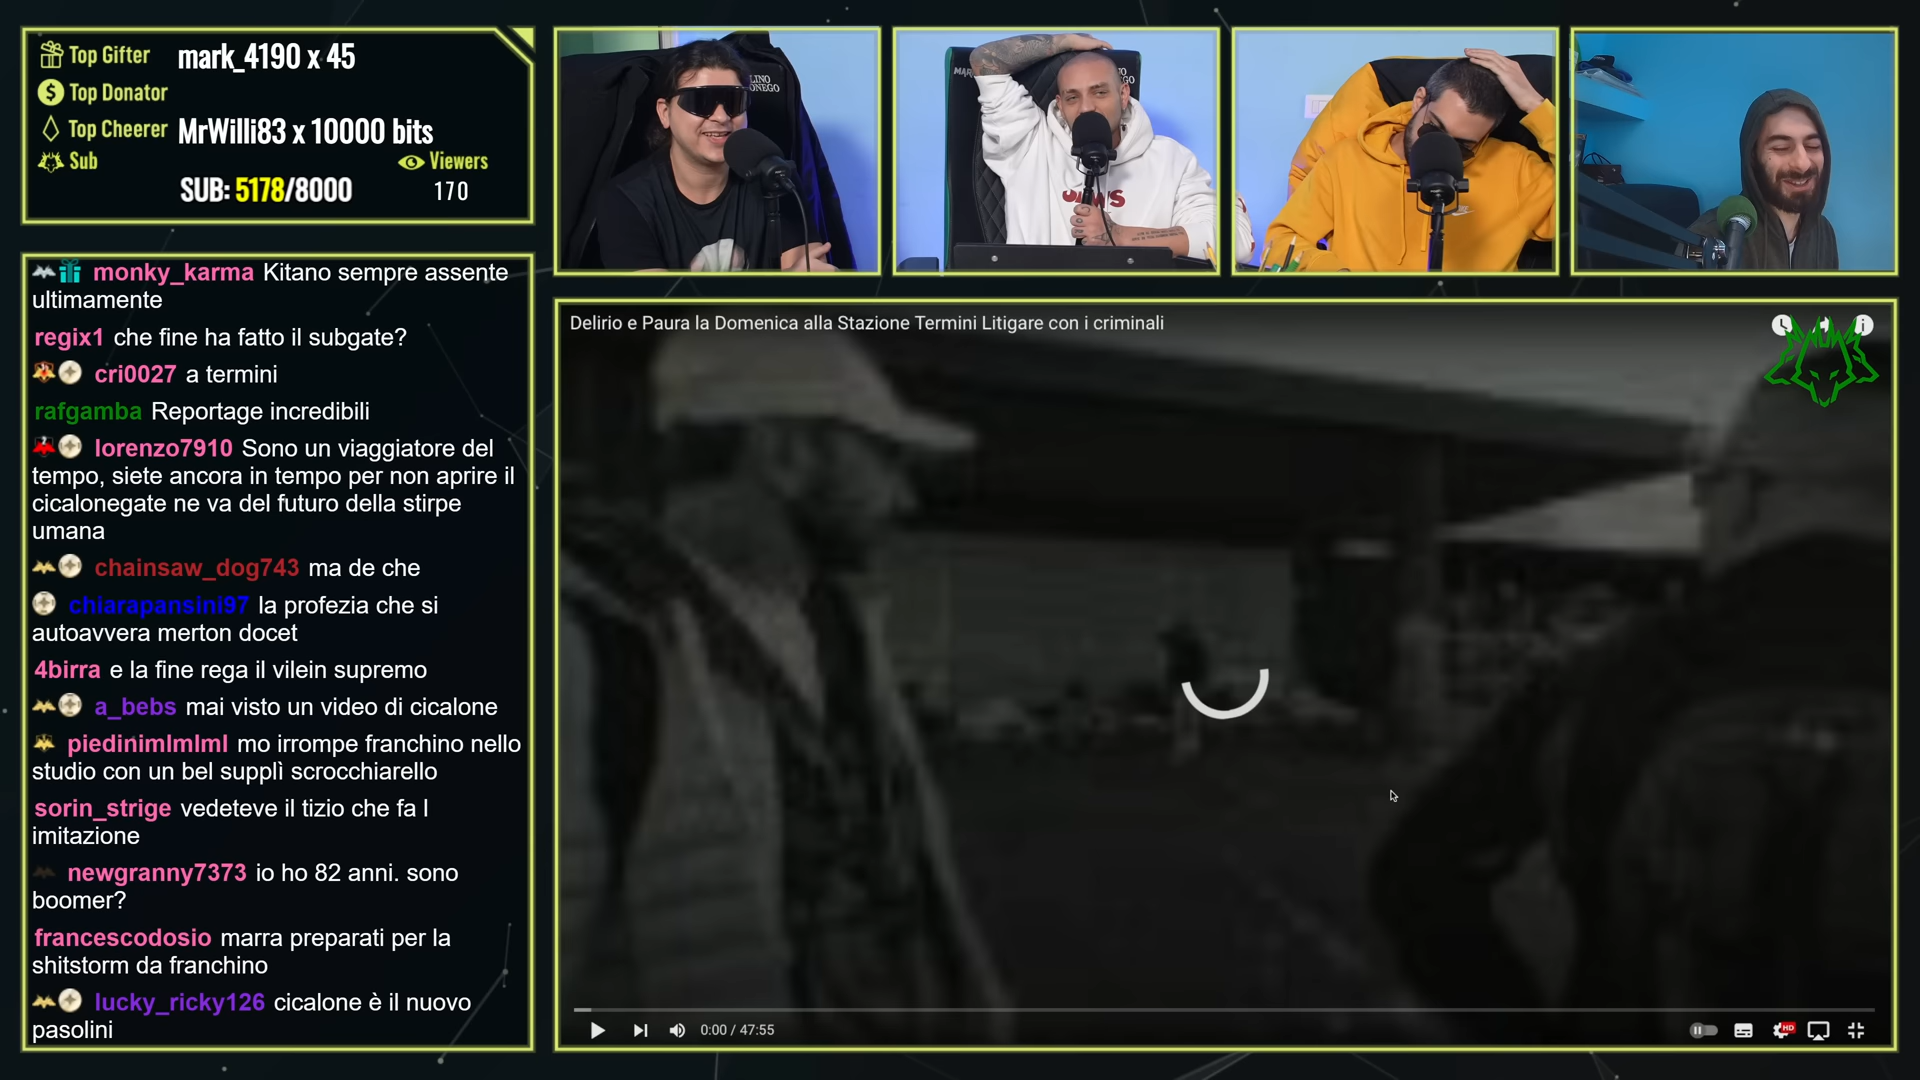 Top Gifter mark_4190 x 45
Top Donator
Top Cheerer MrWilli83 x 10000 bits
Sub
Viewers
SUB: 5178/8000
170
monky_karma Kitano sempre assente
ultimamente
regix1 che fine ha fatto il subgate?
cri0027 a termini
rafgamba Reportage incredibili
lorenzo7910 Sono un viaggiatore del
tempo, siete ancora in tempo per non aprire il
cicalonegate ne va del futuro della stirpe
umana
chainsaw_dog743 ma de che
chiarapansini97 la profezia che si
autoavvera merton docet
4birra e la fine rega il vilein supremo
a_bebs mai visto un video di cicalone
piedinimlmlml mo irrompe franchino nello
studio con un bel supplì scrocchiarello
sorin_strige vedeteve il tizio che fa l
imitazione
newgranny7373 io ho 82 anni. sono
boomer?
francescodosio marra preparati per la
shitstorm da franchino
lucky_ricky126 cicalone è il nuovo
pasolini
Delirio e Paura la Domenica alla Stazione Termini Litigare con i criminali
0:00 / 47:55
HD